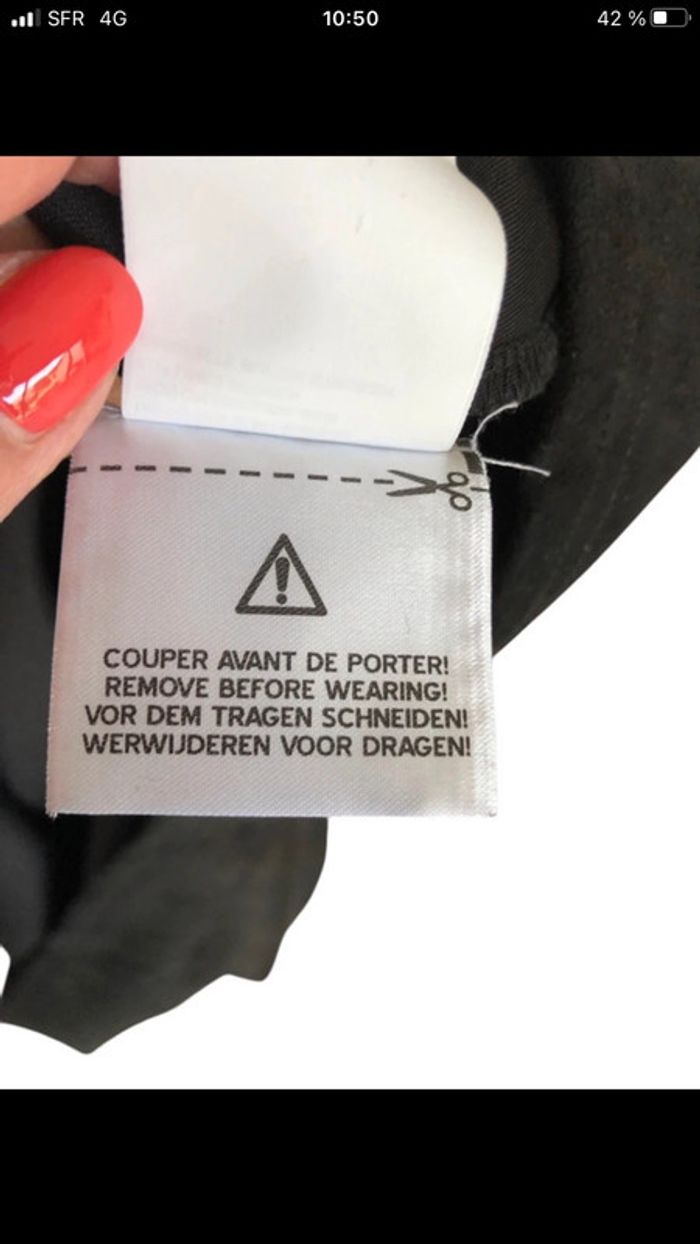 SFR 4G 10:50 42 %
COUPER AVANT DE PORTER!
REMOVE BEFORE WEARING!
VOR DEM TRAGEN SCHNEIDEN!
WERWIJDEREN VOOR DRAGEN!